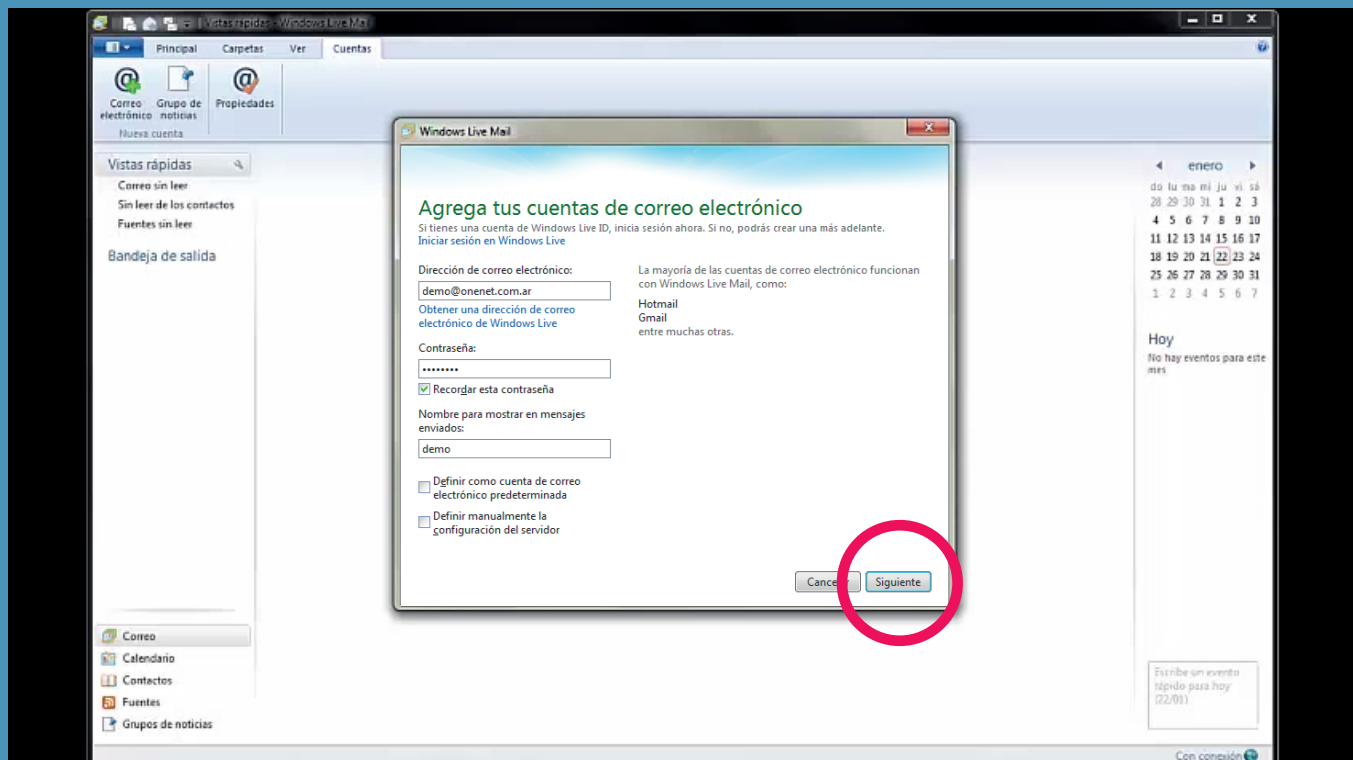 Vistas rápidas - Windows Live Mail
Principal Carpetas Ver Cuentas
Correo electrónico
Grupo de noticias
Propiedades
Nueva cuenta
Vistas rápidas
Correo sin leer
Sin leer de los contactos
Fuentes sin leer
Bandeja de salida
Correo
Calendario
Contactos
Fuentes
Grupos de noticias
Windows Live Mail
Agrega tus cuentas de correo electrónico
Si tienes una cuenta de Windows Live ID, inicia sesión ahora. Si no, podrás crear una más adelante.
Iniciar sesión en Windows Live
Dirección de correo electrónico:
demo@onenet.com.ar
Obtener una dirección de correo
electrónico de Windows Live
Contraseña:
••••••••
Recordar esta contraseña
Nombre para mostrar en mensajes
enviados:
demo
Definir como cuenta de correo
electrónico predeterminada
Definir manualmente la
configuración del servidor
La mayoría de las cuentas de correo electrónico funcionan
con Windows Live Mail, como:
Hotmail
Gmail
entre muchas otras.
Siguiente
enero
do lu ma mi ju vi sá
28 29 30 31 1 2 3
4 5 6 7 8 9 10
11 12 13 14 15 16 17
18 19 20 21 22 23 24
25 26 27 28 29 30 31
1 2 3 4 5 6 7
Hoy
No hay eventos para este
mes
Escribe un evento
rápido para hoy
(22/01)
Con conexión